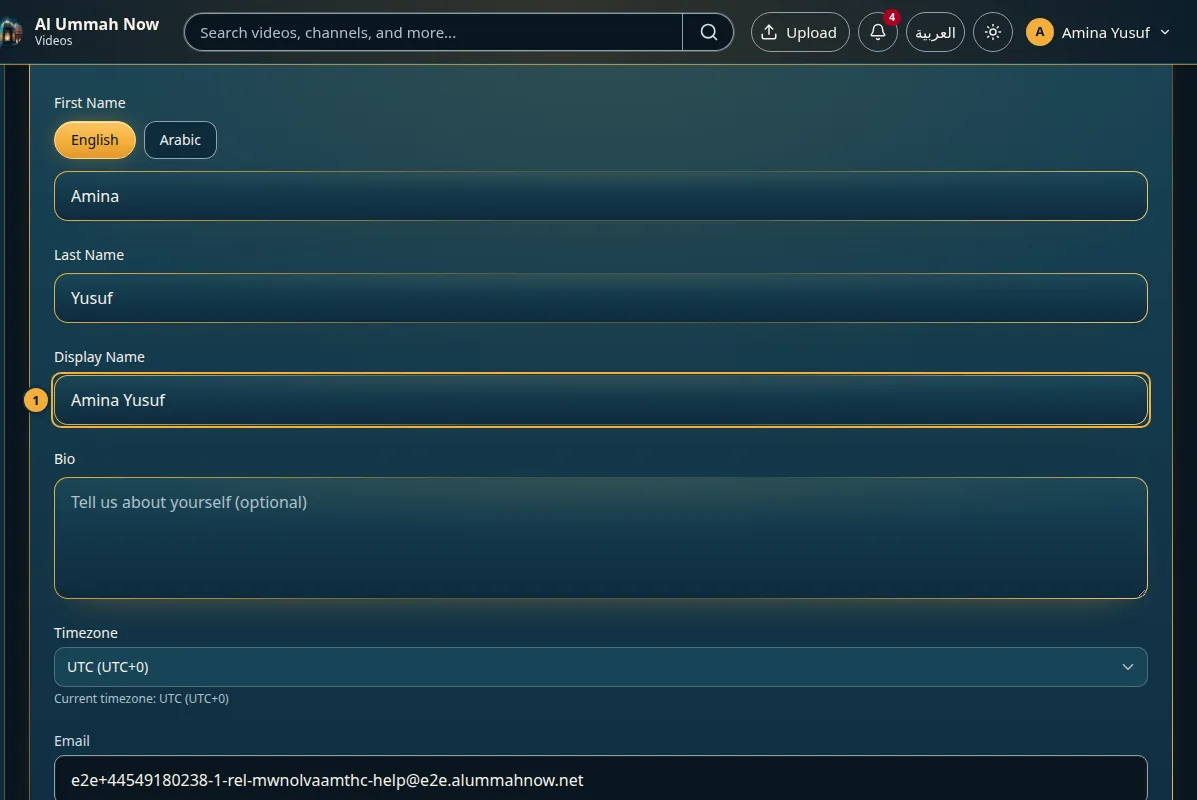 Al Ummah Now
Videos
Search videos, channels, and more...
Upload
4
العربية
A
Amina Yusuf
First Name
English
Arabic
Amina
Last Name
Yusuf
Display Name
1
Amina Yusuf
Bio
Tell us about yourself (optional)
Timezone
UTC (UTC+0)
Current timezone: UTC (UTC+0)
Email
e2e+44549180238-1-rel-mwnolvaamthc-help@e2e.alummahnow.net